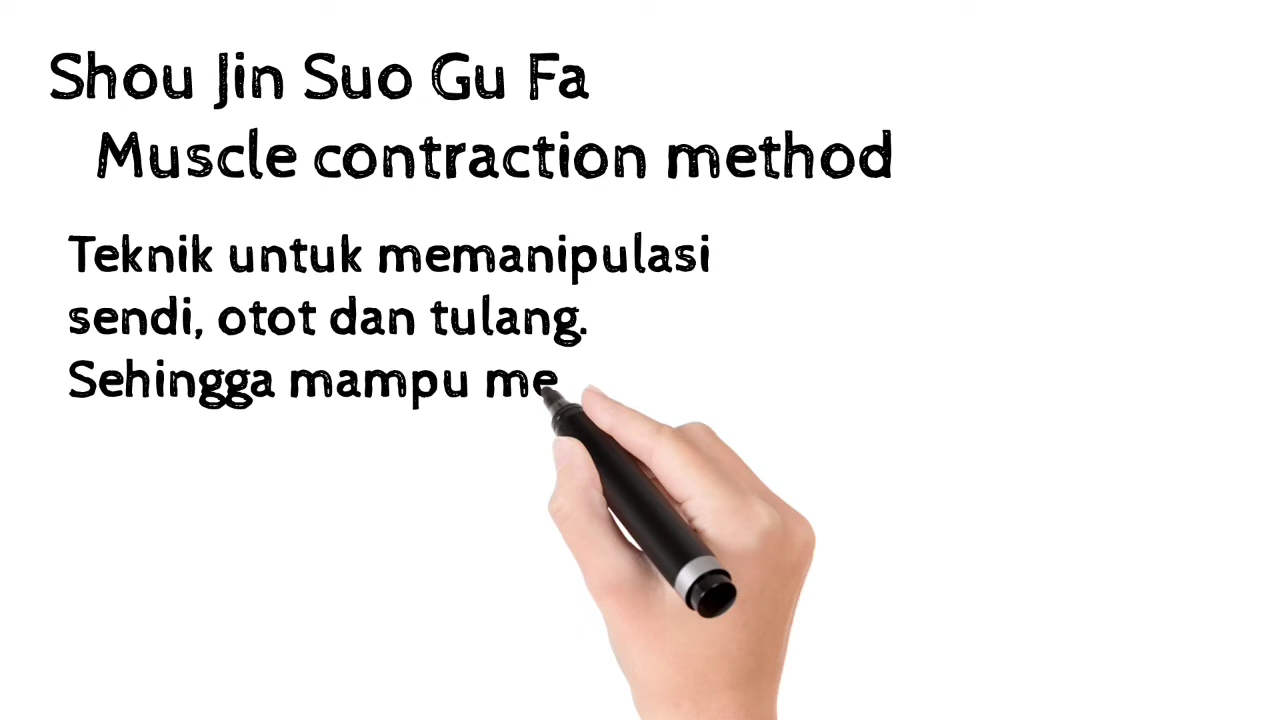 Shou Jin Suo Gu Fa
Muscle contraction method
Teknik untuk memanipulasi
sendi, otot dan tulang.
Sehingga mampu me